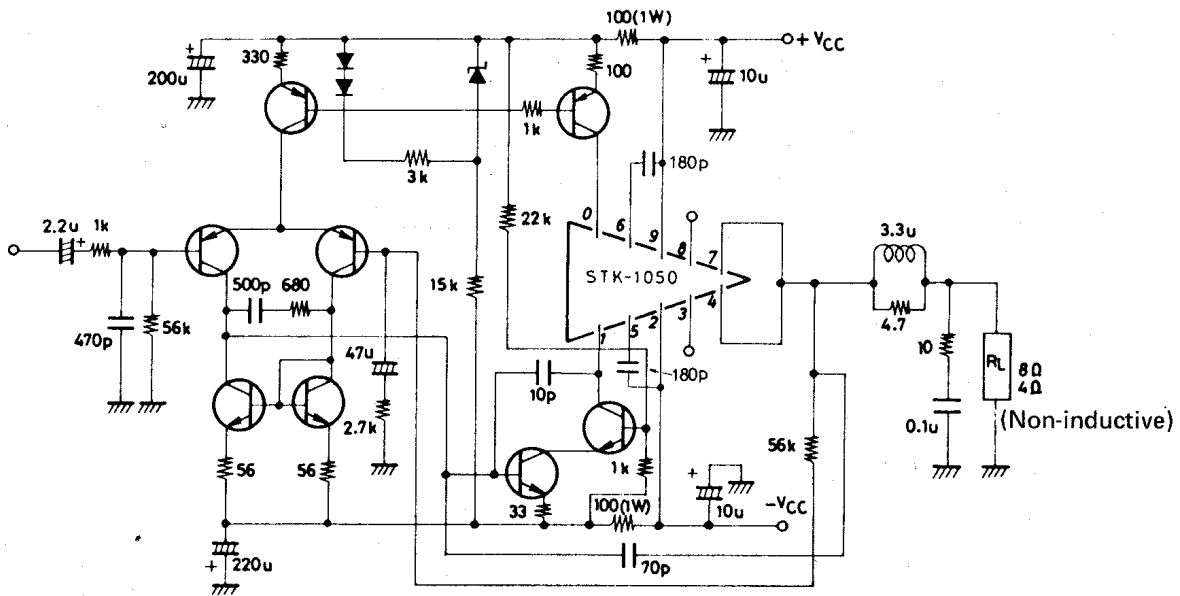 100(1W)
+ VCC
+
200u
330
100
+
10u
1k
180p
3k
0
6
9
8
7
22k
2.2u
+
1k
3.3u
STK-1050
500p
680
15k
4.7
470p
56k
1
5
2
3
4
47u
10p
180p
10
RL
8Ω
4Ω
2.7k
(Non-inductive)
0.1u
56k
1k
56
56
+
10u
33
100(1W)
-VCC
+
220u
70p